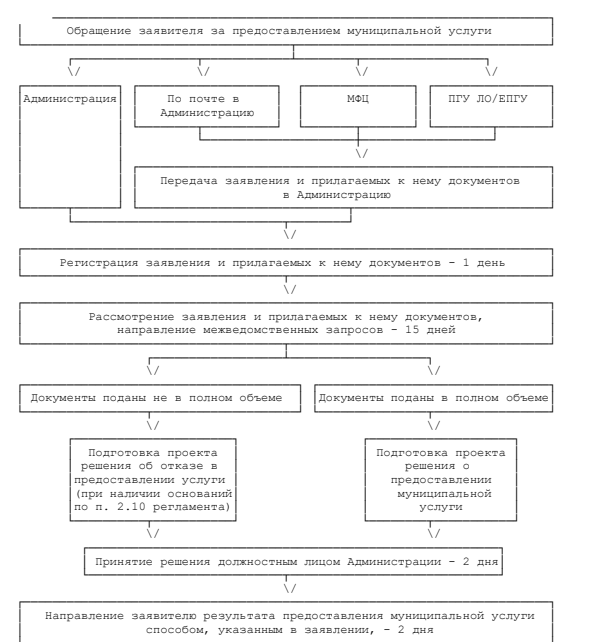 Обращение заявителя за предоставлением муниципальной услуги
Администрация
По почте в
Администрацию
МФЦ
ПГУ ЛО/ЕПГУ
Передача заявления и прилагаемых к нему документов
в Администрацию
Регистрация заявления и прилагаемых к нему документов - 1 день
Рассмотрение заявления и прилагаемых к нему документов,
направление межведомственных запросов - 15 дней
Документы поданы не в полном объеме
Документы поданы в полном объеме
Подготовка проекта
решения об отказе в
предоставлении услуги
(при наличии оснований
по п. 2.10 регламента)
Подготовка проекта
решения о
предоставлении
муниципальной
услуги
Принятие решения должностным лицом Администрации - 2 дня
Направление заявителю результата предоставления муниципальной услуги
способом, указанным в заявлении, - 2 дня